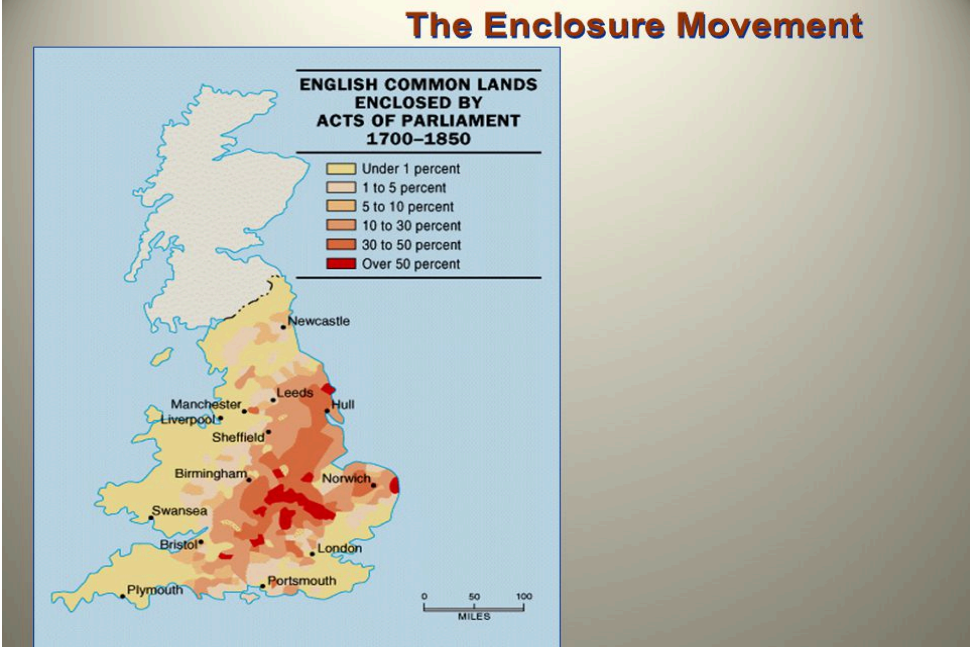 The Enclosure Movement
ENGLISH COMMON LANDS
ENCLOSED BY
ACTS OF PARLIAMENT
1700–1850
Under 1 percent
1 to 5 percent
5 to 10 percent
10 to 30 percent
30 to 50 percent
Over 50 percent
Newcastle
Leeds
Manchester
Hull
Liverpool
Sheffield
Birmingham
Norwich
Swansea
Bristol
London
Portsmouth
Plymouth
0 50 100
MILES